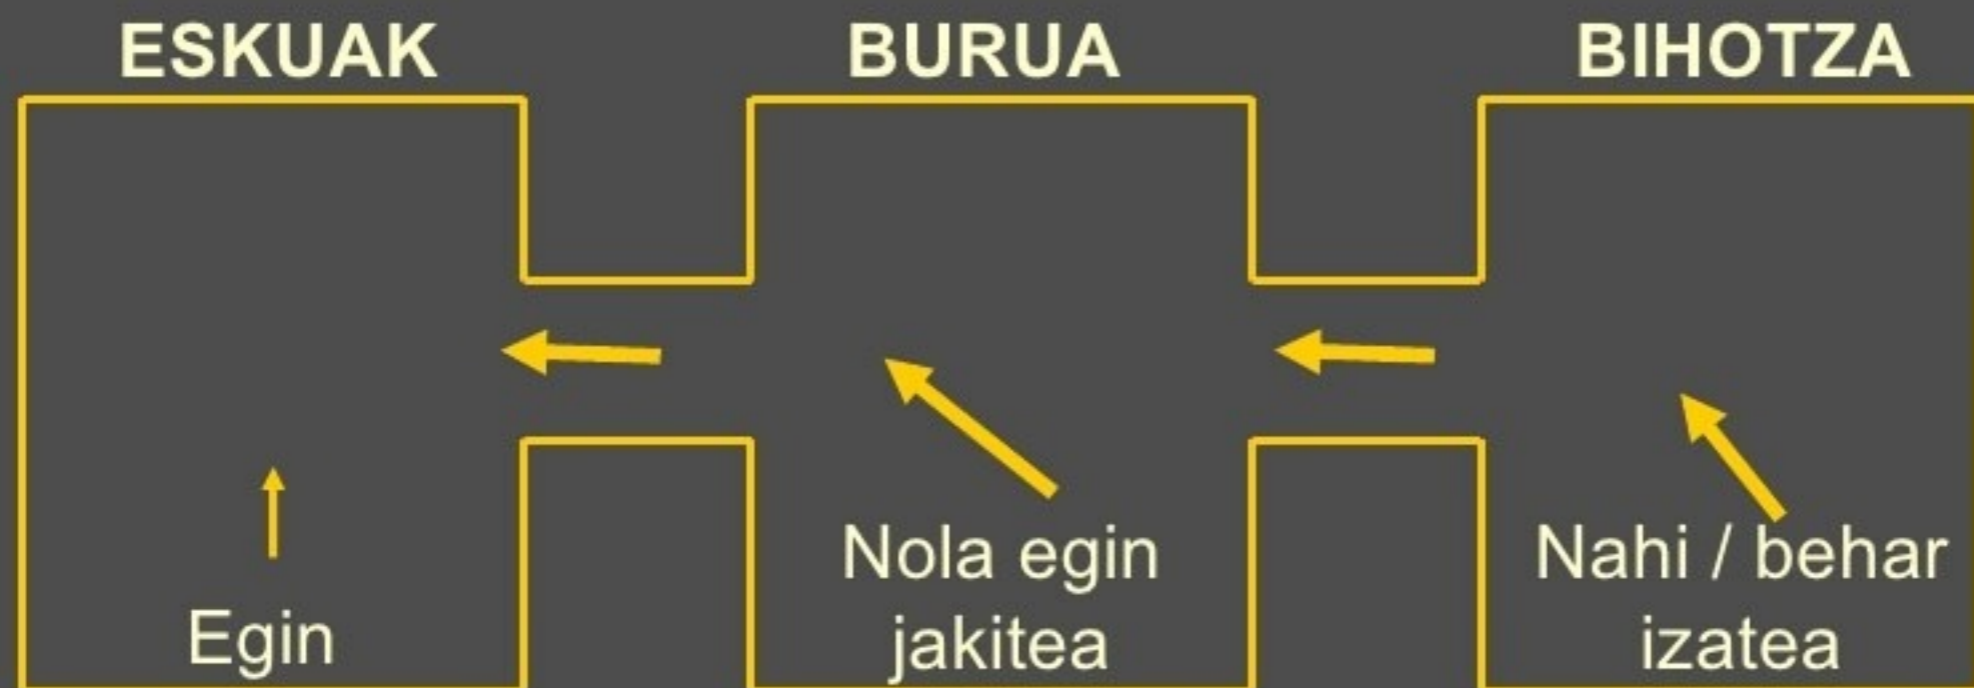 ESKUAK
BURUA
BIHOTZA
Egin
Nola egin
jakitea
Nahi / behar
izatea